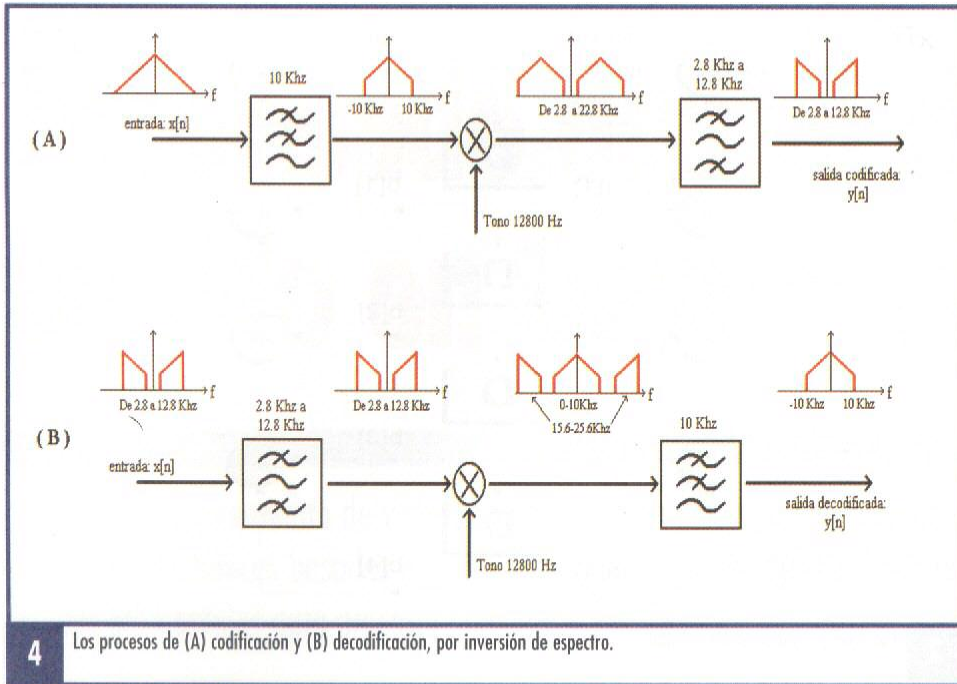 10 Khz
2.8 Khz a
12.8 Khz
f
-10 Khz 10 Khz
f
De 2.8 a 22.8 Khz
f
De 2.8 a 12.8 Khz
f
entrada: x[n]
(A)
Tono 12800 Hz
salida codificada:
y[n]
De 2.8 a 12.8 Khz
f
2.8 Khz a
12.8 Khz
De 2.8 a 12.8 Khz
f
0-10Khz
f
15.6-25.6Khz
10 Khz
-10 Khz 10 Khz
f
(B)
entrada: x[n]
Tono 12800 Hz
salida decodificada:
y[n]
4
Los procesos de (A) codificación y (B) decodificación, por inversión de espectro.